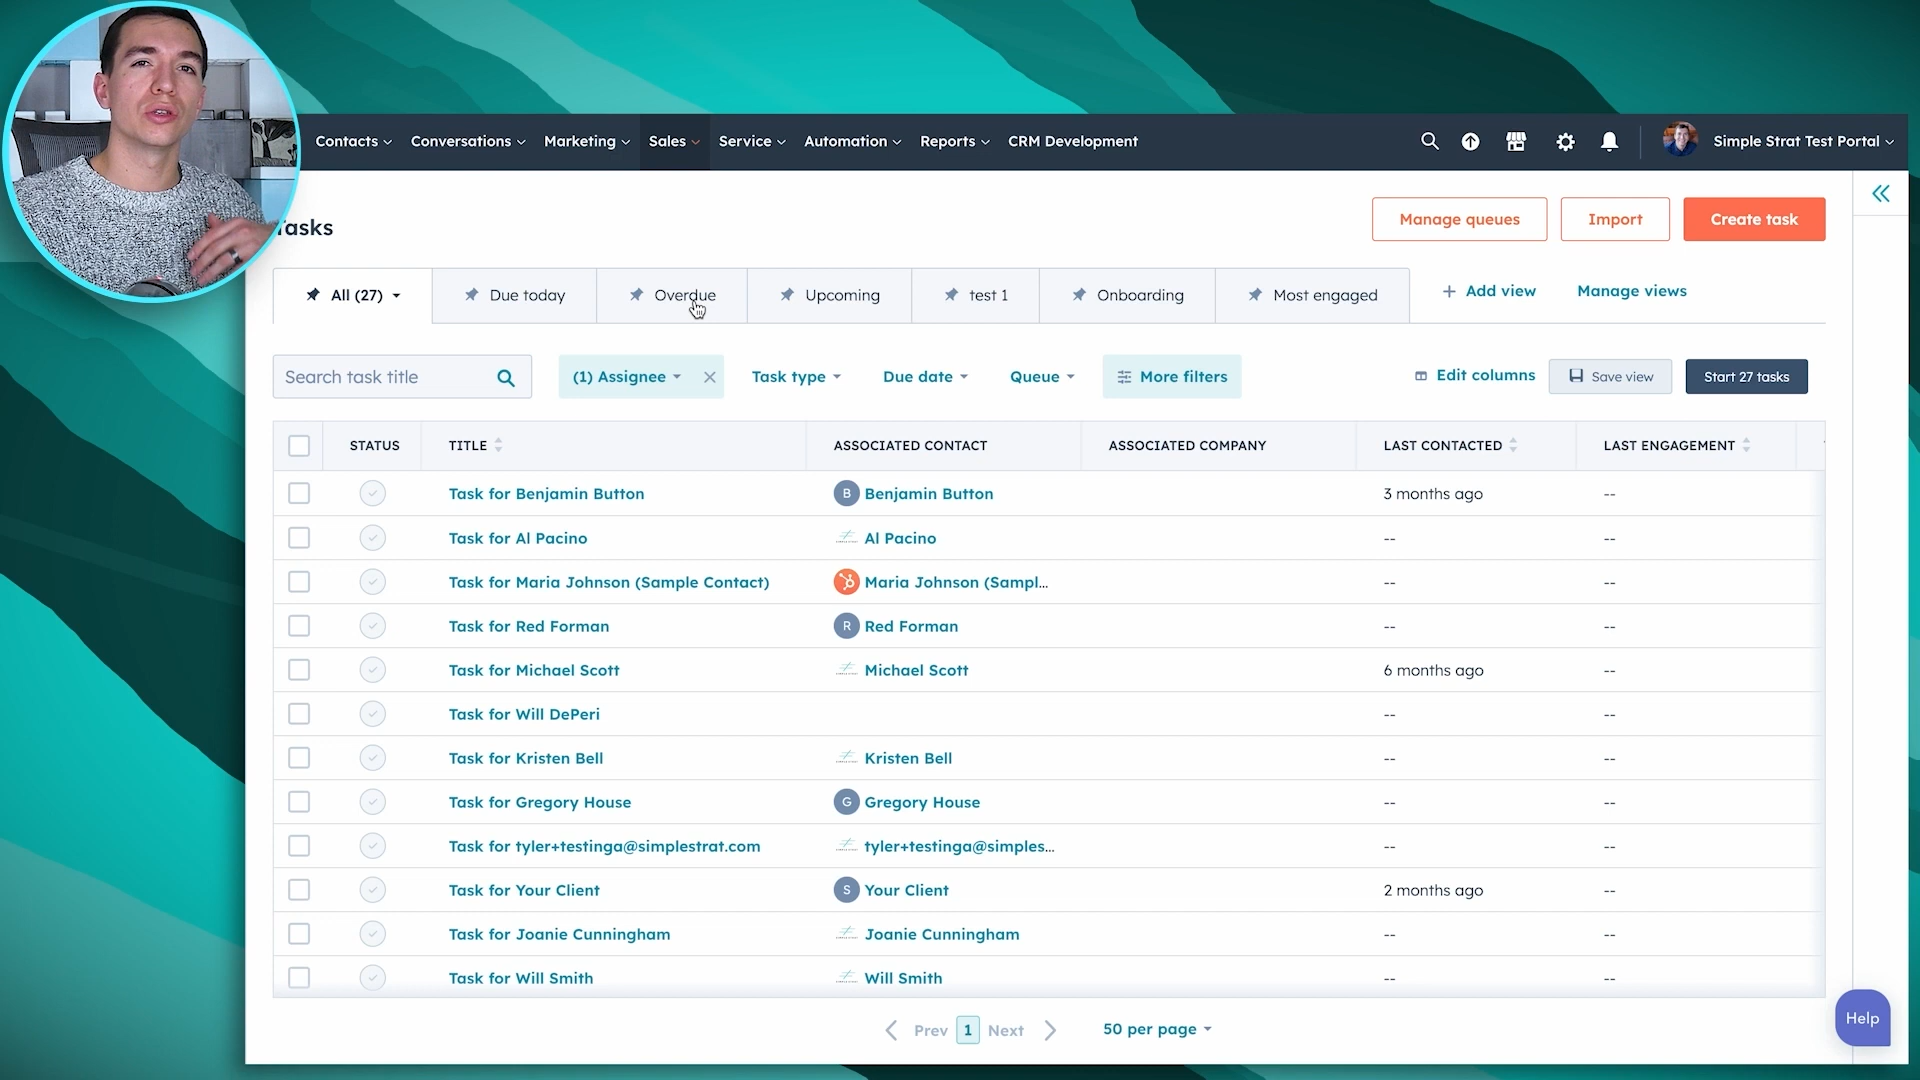 Contacts Conversations Marketing Sales Service Automation Reports CRM Development Simple Strat Test Portal
Tasks
Manage queues Import Create task
All (27) Due today Overdue Upcoming test 1 Onboarding Most engaged + Add view Manage views
Search task title (1) Assignee Task type Due date Queue More filters Edit columns Save view Start 27 tasks
STATUS TITLE ASSOCIATED CONTACT ASSOCIATED COMPANY LAST CONTACTED LAST ENGAGEMENT
Task for Benjamin Button B Benjamin Button 3 months ago --
Task for Al Pacino Al Pacino -- --
Task for Maria Johnson (Sample Contact) Maria Johnson (Sampl... -- --
Task for Red Forman R Red Forman -- --
Task for Michael Scott Michael Scott 6 months ago --
Task for Will DePeri -- --
Task for Kristen Bell Kristen Bell -- --
Task for Gregory House G Gregory House -- --
Task for tyler+testinga@simplestrat.com tyler+testinga@simples... -- --
Task for Your Client S Your Client 2 months ago --
Task for Joanie Cunningham Joanie Cunningham -- --
Task for Will Smith Will Smith -- --
Prev 1 Next 50 per page
Help